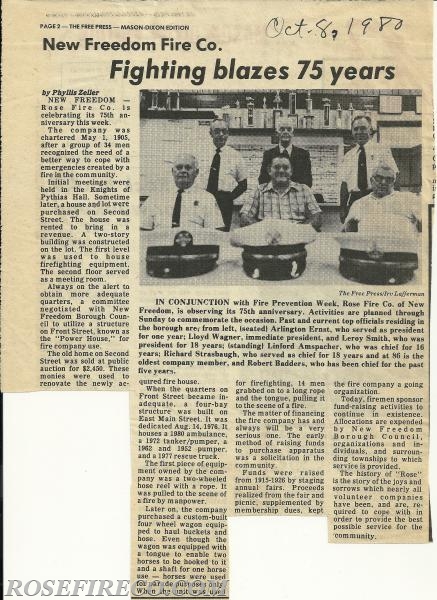 PAGE 2 — THE FREE PRESS — MASON-DIXON EDITION
Oct. 8, 1980
New Freedom Fire Co.
Fighting blazes 75 years
by Phyllis Zeller
NEW FREEDOM —
Rose Fire Co. is
celebrating its 75th an-
niversary this week.
The company was
chartered May 1, 1905,
after a group of 34 men
recognized the need of a
better way to cope with
emergencies created by a
fire in the community.
Initial meetings were
held in the Knights of
Pythias Hall. Sometime
later, a house and lot were
purchased on Second
Street. The house was
rented to bring in a
revenue. A two-story
building was constructed
on the lot. The first level
was used to house
firefighting equipment.
The second floor served
as a meeting room.
Always on the alert to
obtain more adequate
quarters, a committee
negotiated with New
Freedom Borough Coun-
cil to utilize a structure
on Front Street, known as
the "Power House," for
fire company use.
The old home on Second
Street was sold at public
auction for $2,450. These
monies were used to
renovate the newly ac-
The Free Press/Irv Lufferman
IN CONJUNCTION with Fire Prevention Week, Rose Fire Co. of New
Freedom, is observing its 75th anniversary. Activities are planned through
Sunday to commemorate the occasion. Past and current top officials residing in
the borough are; from left, (seated) Arlington Ernst, who served as president
for one year; Lloyd Wagner, immediate president, and Leroy Smith, who was
president for 18 years; (standing) Linford Amspacher, who was chief for 16
years; Richard Strasbaugh, who served as chief for 18 years and at 86 is the
oldest company member, and Robert Badders, who has been chief for the past
five years.
quired fire house.
When the quarters on
Front Street became in-
adequate, a four-bay
structure was built on
East Main Street. It was
dedicated Aug. 14, 1976. It
houses a 1980 ambulance,
a 1972 tanker/pumper, a
1962 and 1952 pumper,
and a 1977 rescue truck.
The first piece of equip-
ment owned by the com-
pany was a two-wheeled
hose reel with a rope. It
was pulled to the scene of
a fire by manpower.
Later on, the company
purchased a custom-built
four wheel wagon equip-
ped to haul buckets and
hose. Even though the
wagon was equipped with
a tongue to enable two
horses to be hooked to it
and a shaft for one horse
use — horses were used
for parade purposes only.
When the unit was used
for firefighting, 14 men
grabbed on to a long rope
and the tongue, pulling it
to the scene of a fire.
The matter of financing
the fire company has and
always will be a very
serious one. The early
method of raising funds
to purchase apparatus
was a solicitation in the
community.
Funds were raised
from 1915-1926 by staging
annual fairs. Proceeds
realized from the fair and
picnic, supplemented by
membership dues, kept
the fire company a going
organization.
Today, firemen sponsor
fund-raising activities to
continue in existence.
Allocations are expended
by New Freedom
Borough Council,
organizations and in-
dividuals, and surroun-
ding townships to which
service is provided.
The history of "Rose"
is the story of the joys and
sorrows which nearly all
volunteer companies
have been, and are, re-
quired to cope with in
order to provide the best
possible service for the
community.